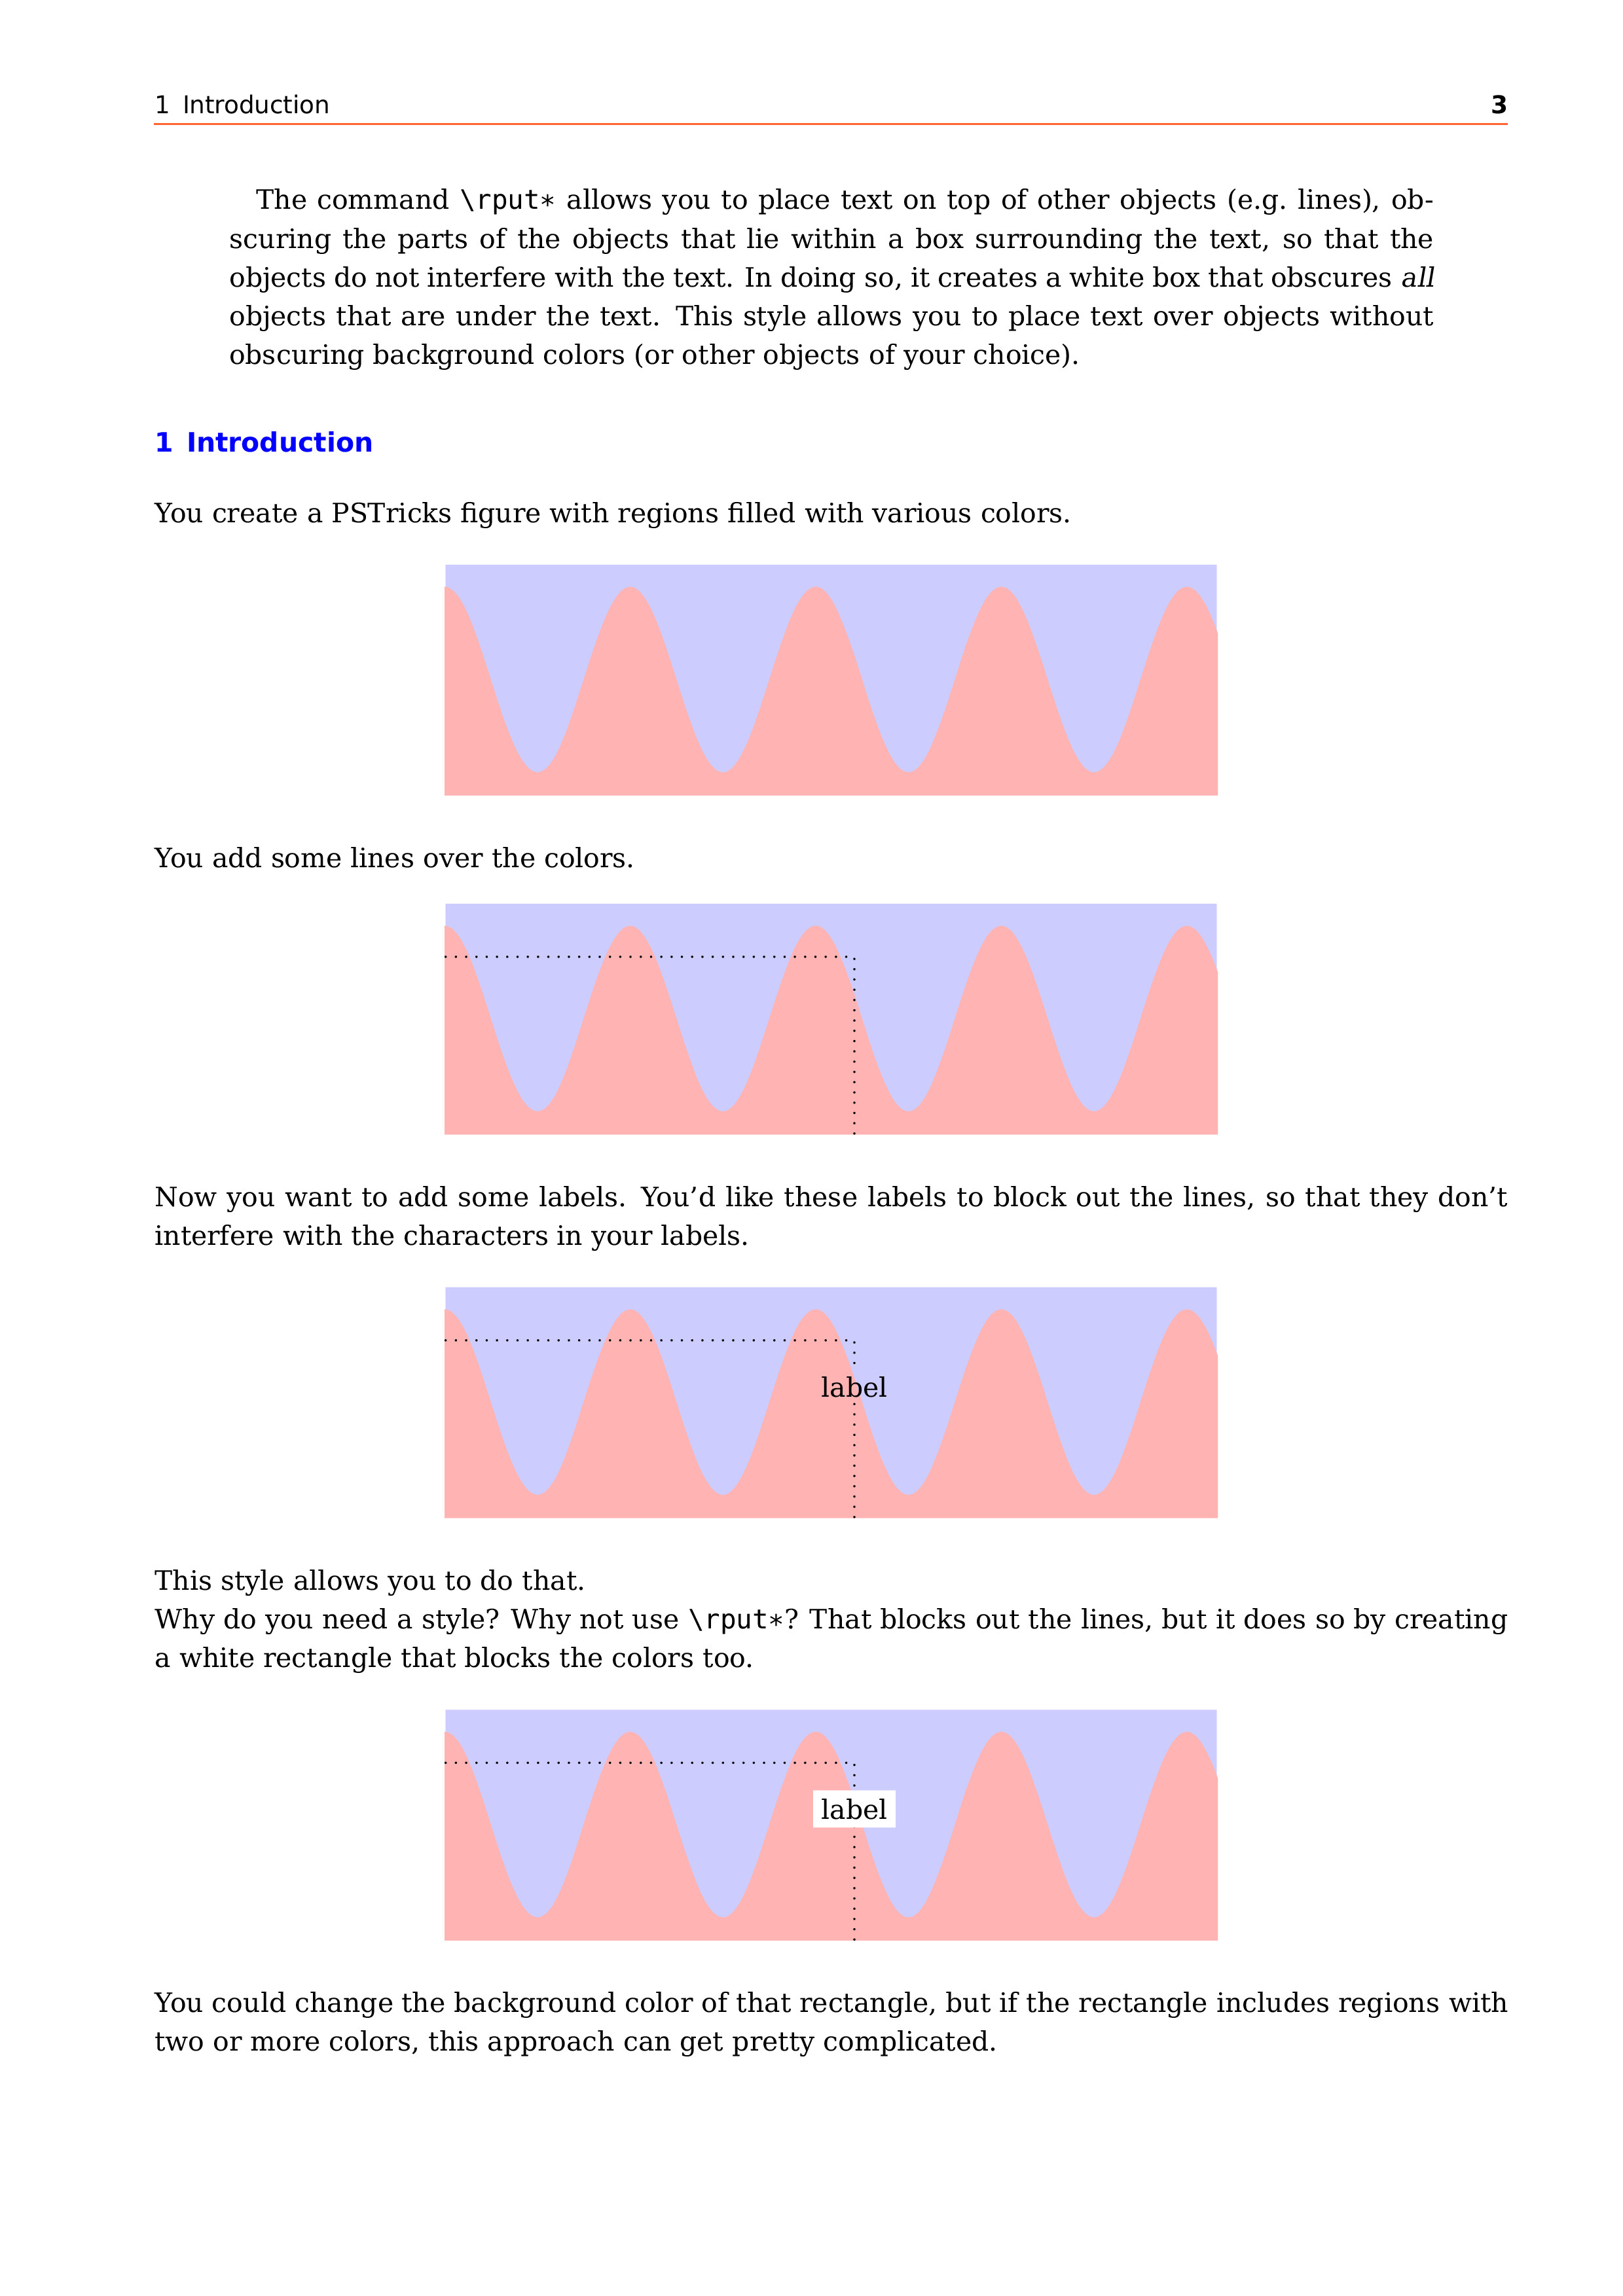 1 Introduction 3
The command \rput* allows you to place text on top of other objects (e.g. lines), ob-
scuring the parts of the objects that lie within a box surrounding the text, so that the
objects do not interfere with the text. In doing so, it creates a white box that obscures all
objects that are under the text. This style allows you to place text over objects without
obscuring background colors (or other objects of your choice).
1 Introduction
You create a PSTricks figure with regions filled with various colors.
You add some lines over the colors.
Now you want to add some labels. You’d like these labels to block out the lines, so that they don’t
interfere with the characters in your labels.
label
This style allows you to do that.
Why do you need a style? Why not use \rput*? That blocks out the lines, but it does so by creating
a white rectangle that blocks the colors too.
label
You could change the background color of that rectangle, but if the rectangle includes regions with
two or more colors, this approach can get pretty complicated.